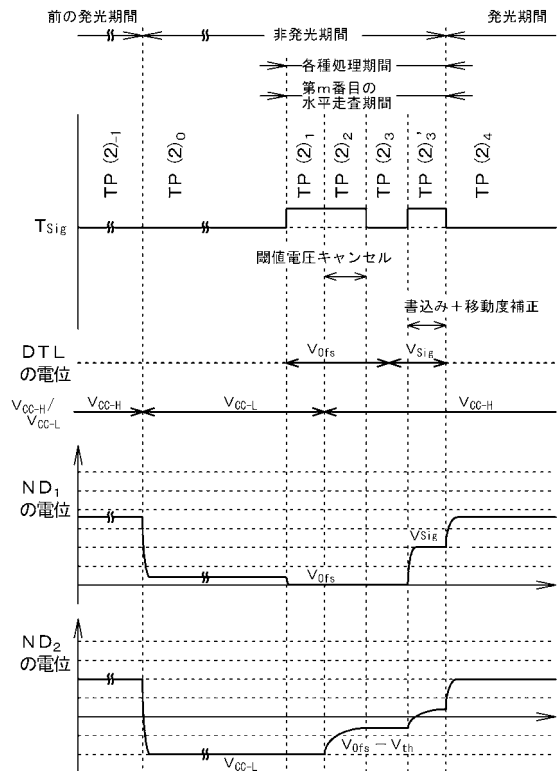 前の発光期間
非発光期間
発光期間
各種処理期間
第m番目の
水平走査期間
TP (2)-1
TP (2)0
TP (2)1
TP (2)2
TP (2)3
TP (2)3'
TP (2)4
TSig
閾値電圧キャンセル
書込み+移動度補正
DTL
の電位
VOfs
VSig
VCC-H/
VCC-L
VCC-H
VCC-L
VCC-H
ND1
の電位
VSig
VOfs
ND2
の電位
VOfs-Vth
VCC-L